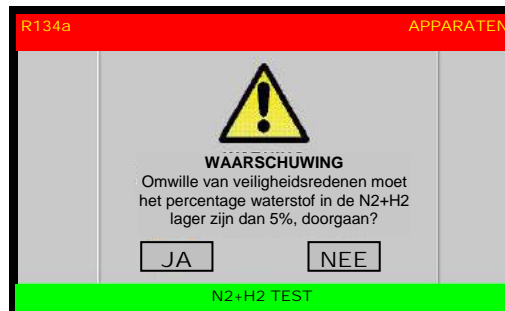 R134a APPARATEN
WAARSCHUWING
Omwille van veiligheidsredenen moet
het percentage waterstof in de N2+H2
lager zijn dan 5%, doorgaan?
JA NEE
N2+H2 TEST